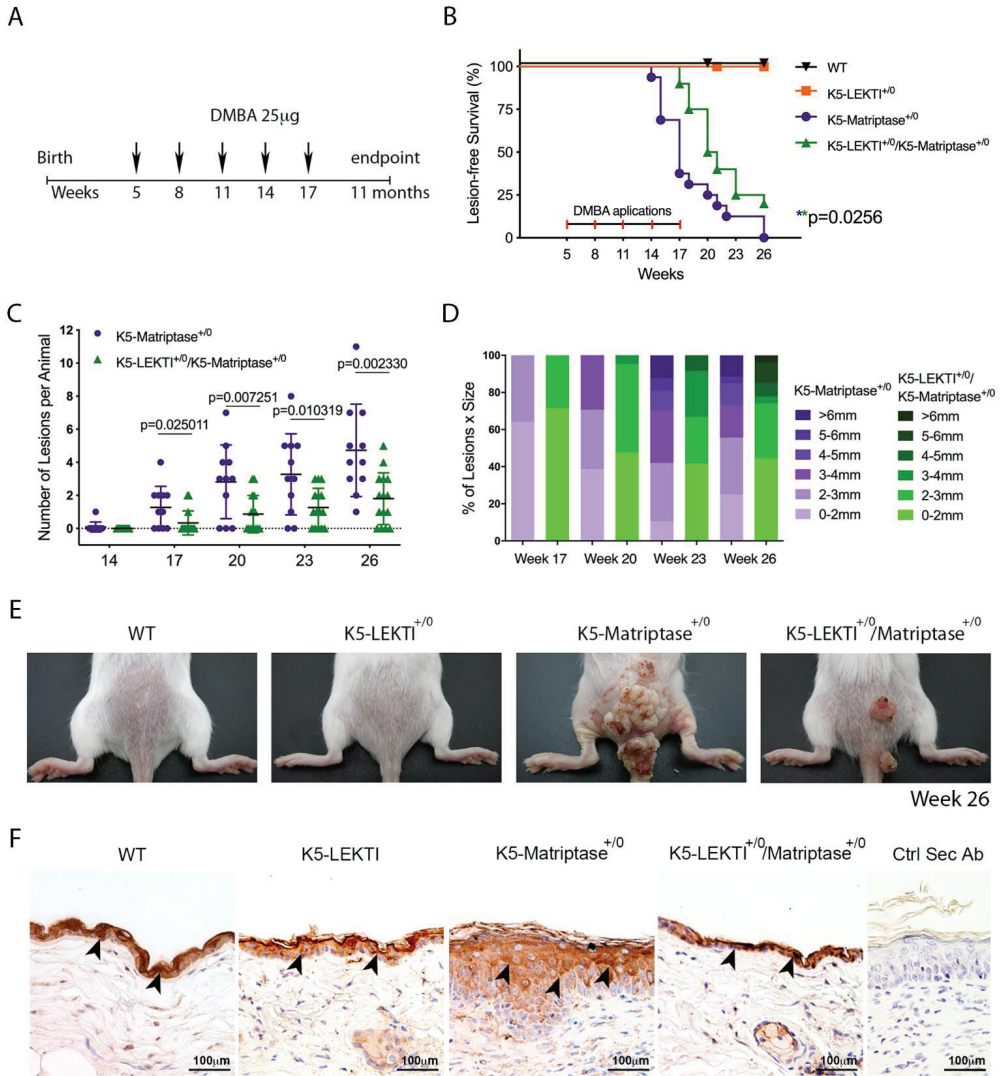 A
DMBA 25µg
Birth
endpoint
Weeks 5 8 11 14 17 11 months
B
Lesion-free Survival (%)
100
75
50
25
0
DMBA aplications
5 8 11 14 17 20 23 26
Weeks
WT
K5-LEKTI+/0
K5-Matriptase+/0
K5-LEKTI+/0/K5-Matriptase+/0
**p=0.0256
C
Number of Lesions per Animal
12
10
8
6
4
2
0
K5-Matriptase+/0
K5-LEKTI+/0/K5-Matriptase+/0
p=0.025011
p=0.007251
p=0.010319
p=0.002330
14 17 20 23 26
D
% of Lesions x Size
100
80
60
40
20
0
Week 17 Week 20 Week 23 Week 26
K5-Matriptase+/0
>6mm
5-6mm
4-5mm
3-4mm
2-3mm
0-2mm
K5-LEKTI+/0/
K5-Matriptase+/0
>6mm
5-6mm
4-5mm
3-4mm
2-3mm
0-2mm
E
WT
K5-LEKTI+/0
K5-Matriptase+/0
K5-LEKTI+/0/Matriptase+/0
Week 26
F
WT
K5-LEKTI
K5-Matriptase+/0
K5-LEKTI+/0/Matriptase+/0
Ctrl Sec Ab
100µm
100µm
100µm
100µm
100µm